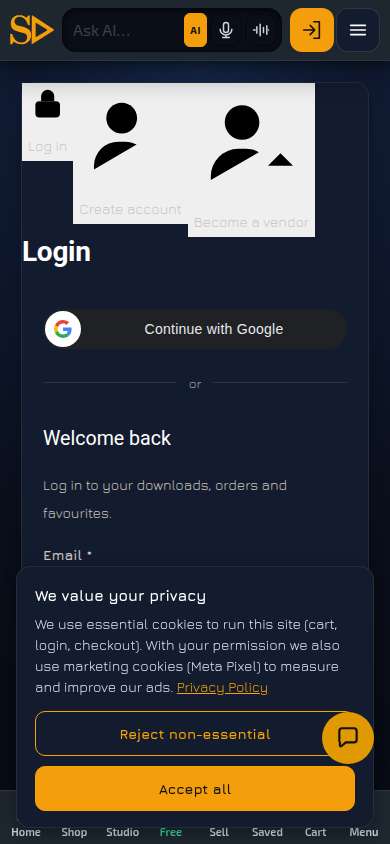 Ask AI...
AI
Log in
Create account
Become a vendor
Login
Continue with Google
or
Welcome back
Log in to your downloads, orders and
favourites.
Email *
We value your privacy
We use essential cookies to run this site (cart,
login, checkout). With your permission we also
use marketing cookies (Meta Pixel) to measure
and improve our ads. Privacy Policy
Reject non-essential
Accept all
Home Shop Studio Free Sell Saved Cart Menu